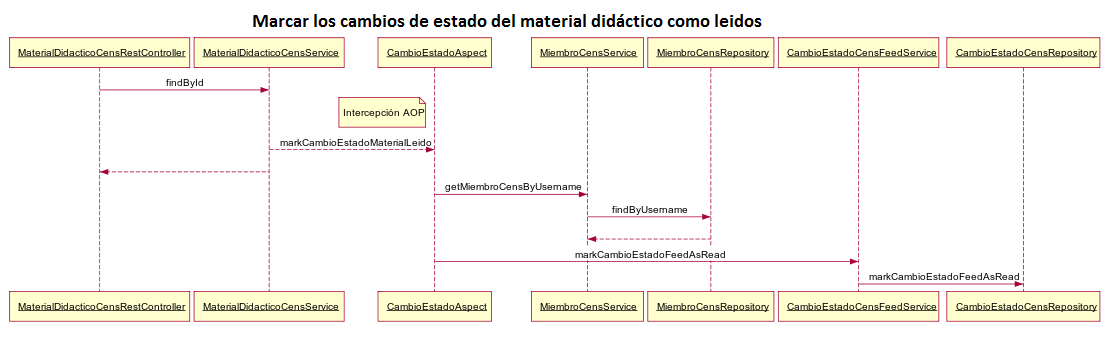 Marcar los cambios de estado del material didáctico como leidos
MaterialDidacticoCensRestController MaterialDidacticoCensService CambioEstadoAspect MiembroCensService MiembroCensRepository CambioEstadoCensFeedService CambioEstadoCensRepository
findById
Intercepción AOP
markCambioEstadoMaterialLeido
getMiembroCensByUsername
findByUsername
markCambioEstadoFeedAsRead
markCambioEstadoFeedAsRead
MaterialDidacticoCensRestController MaterialDidacticoCensService CambioEstadoAspect MiembroCensService MiembroCensRepository CambioEstadoCensFeedService CambioEstadoCensRepository